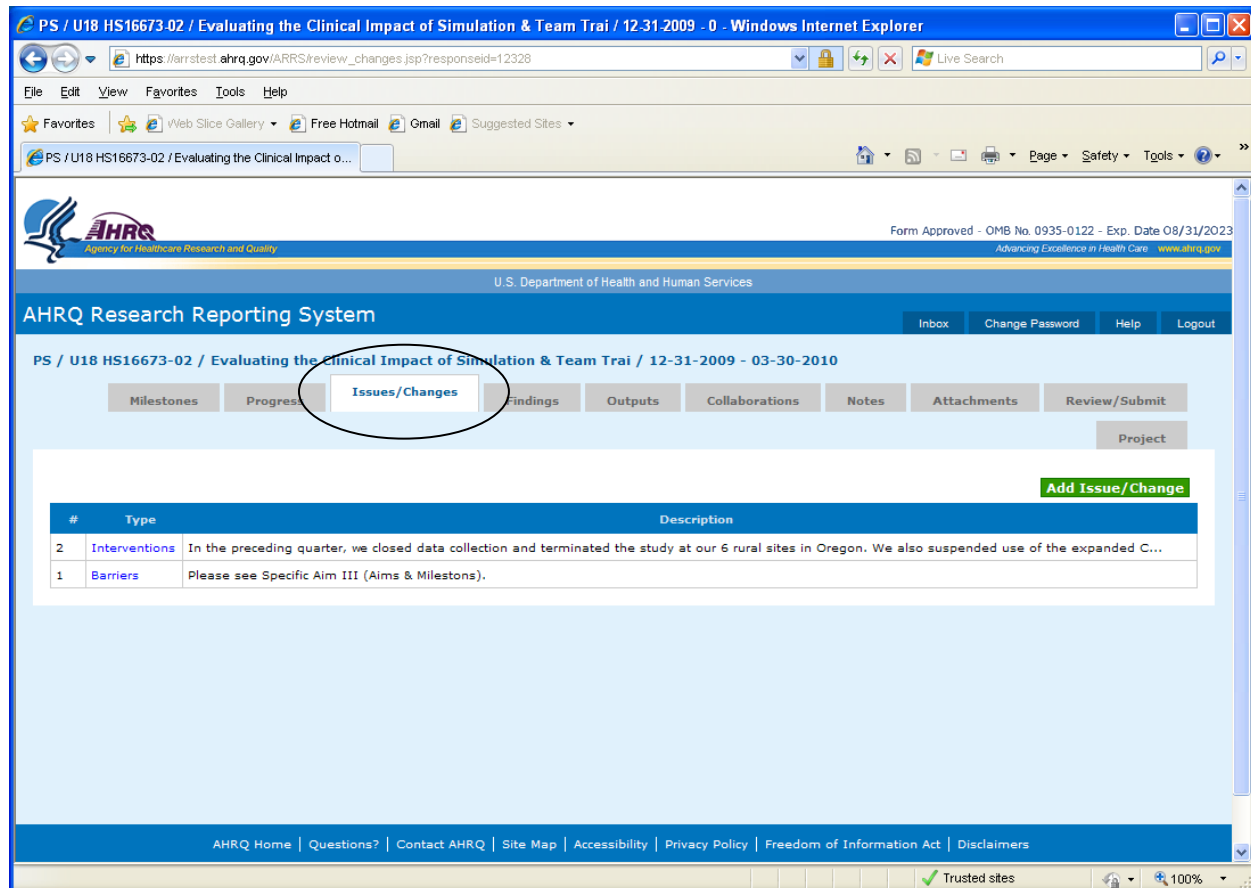 PS / U18 HS16673-02 / Evaluating the Clinical Impact of Simulation & Team Trai / 12-31-2009 - 0 - Windows Internet Explorer
https://arrstest.ahrq.gov/ARRS/review_changes.jsp?responseid=12328
Live Search
File Edit View Favorites Tools Help
Favorites Web Slice Gallery Free Hotmail Gmail Suggested Sites
PS / U18 HS16673-02 / Evaluating the Clinical Impact o...
Page Safety Tools
AHRQ
Agency for Healthcare Research and Quality
Form Approved - OMB No. 0935-0122 - Exp. Date 08/31/2023
Advancing Excellence in Health Care www.ahrq.gov
U.S. Department of Health and Human Services
AHRQ Research Reporting System
Inbox Change Password Help Logout
PS / U18 HS16673-02 / Evaluating the Clinical Impact of Simulation & Team Trai / 12-31-2009 - 03-30-2010
Milestones Progress Issues/Changes Findings Outputs Collaborations Notes Attachments Review/Submit
Project
Add Issue/Change
# Type Description
2 Interventions In the preceding quarter, we closed data collection and terminated the study at our 6 rural sites in Oregon. We also suspended use of the expanded C...
1 Barriers Please see Specific Aim III (Aims & Milestons).
AHRQ Home | Questions? | Contact AHRQ | Site Map | Accessibility | Privacy Policy | Freedom of Information Act | Disclaimers
Trusted sites 100%